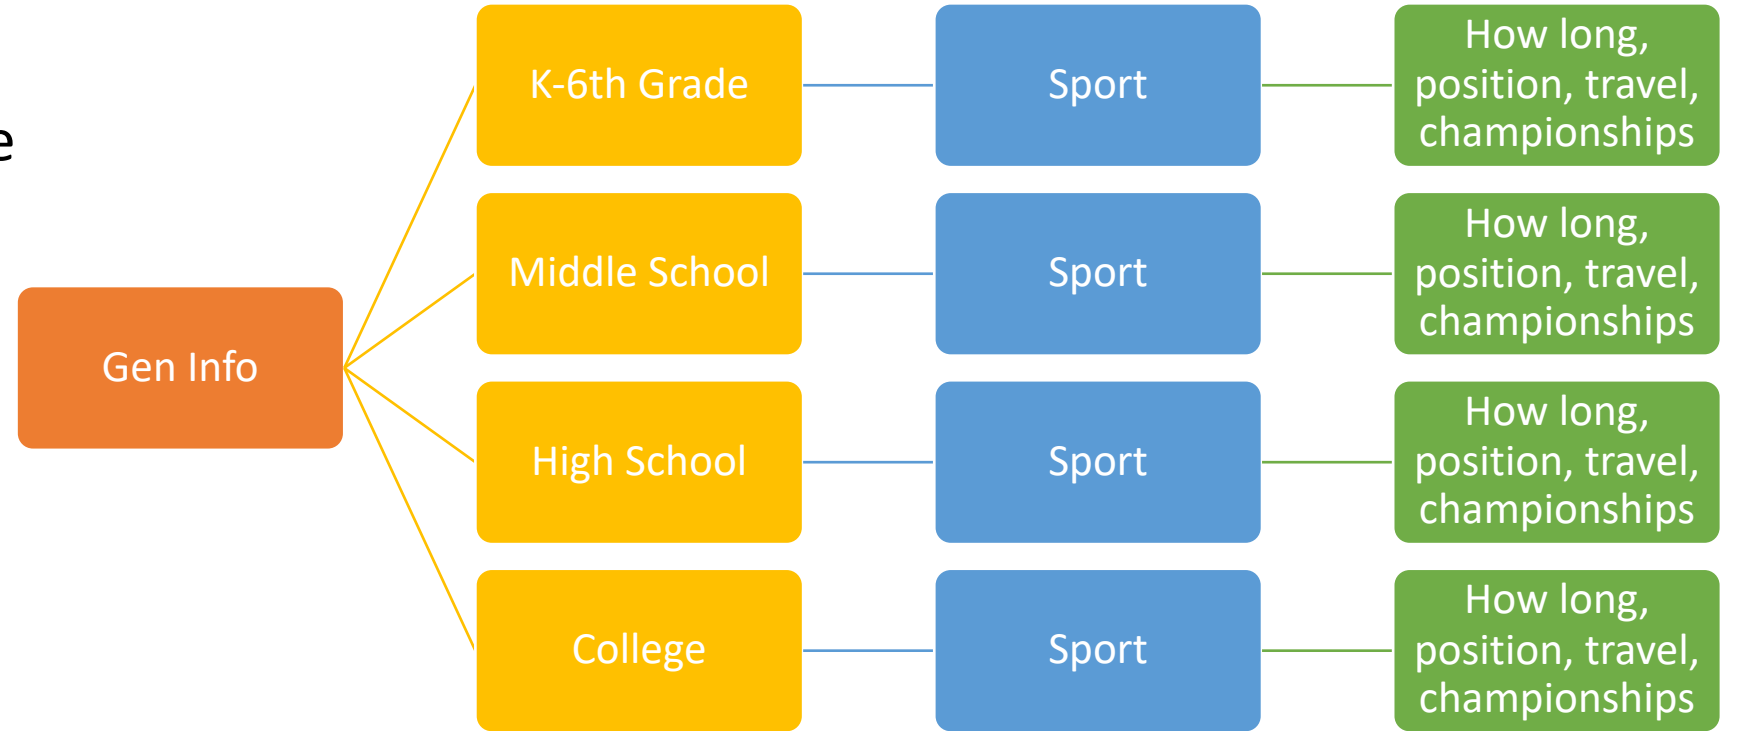 e
Gen Info
K-6th Grade
Sport
How long,
position, travel,
championships
Middle School
Sport
How long,
position, travel,
championships
High School
Sport
How long,
position, travel,
championships
College
Sport
How long,
position, travel,
championships